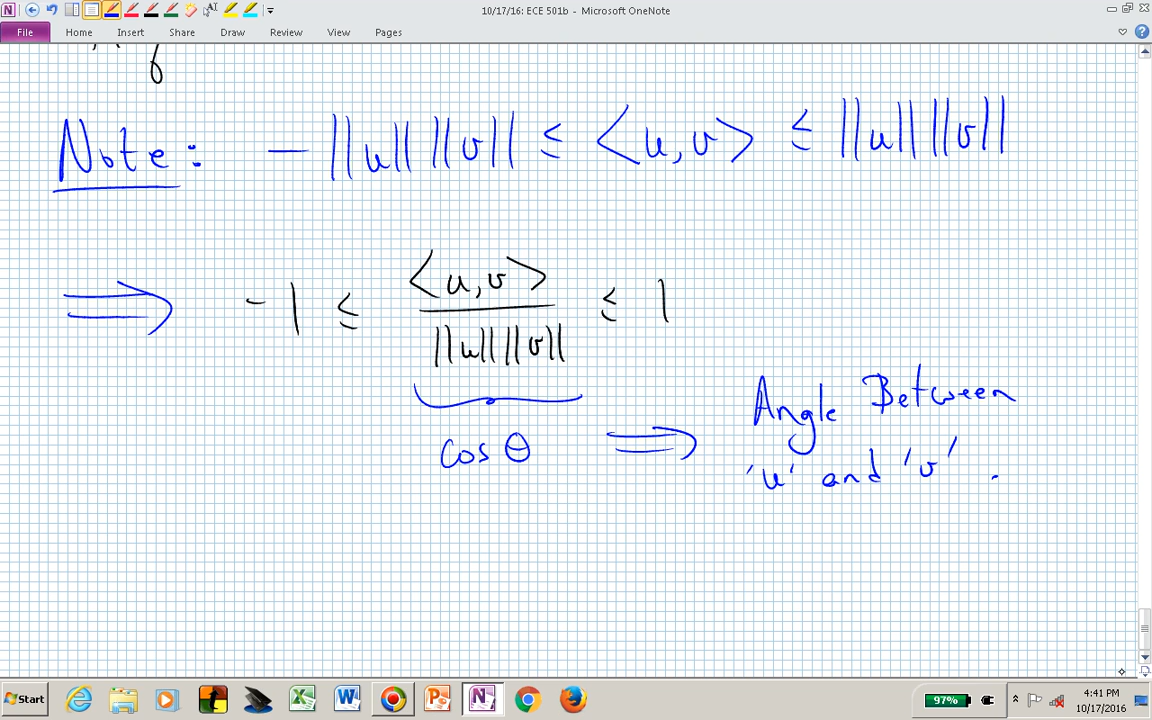 10/17/16: ECE 501b - Microsoft OneNote
File Home Insert Share Draw Review View Pages
Note: - ||u|| ||v|| ≤ <u,v> ≤ ||u|| ||v||
⇒ -1 ≤ <u,v> / ||u|| ||v|| ≤ 1
cos θ ⇒ Angle Between
'u' and 'v' .
Start
97%
4:41 PM
10/17/2016